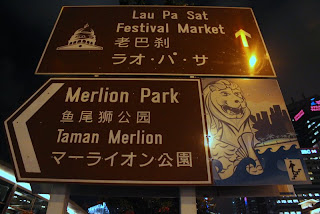 Lau Pa Sat
Festival Market
老巴刹
ラオ・パ・サ
Merlion Park
鱼尾狮公园
Taman Merlion
マーライオン公園